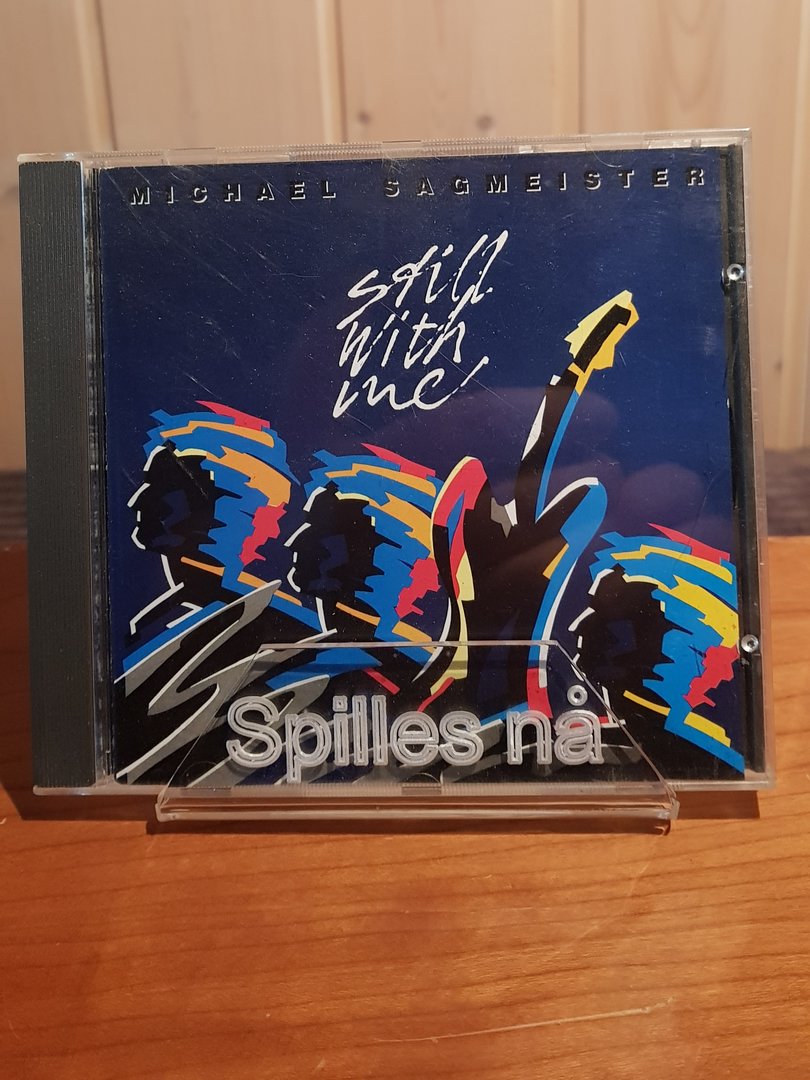 MICHAEL SAGMEISTER
still
with
me
Spilles nå